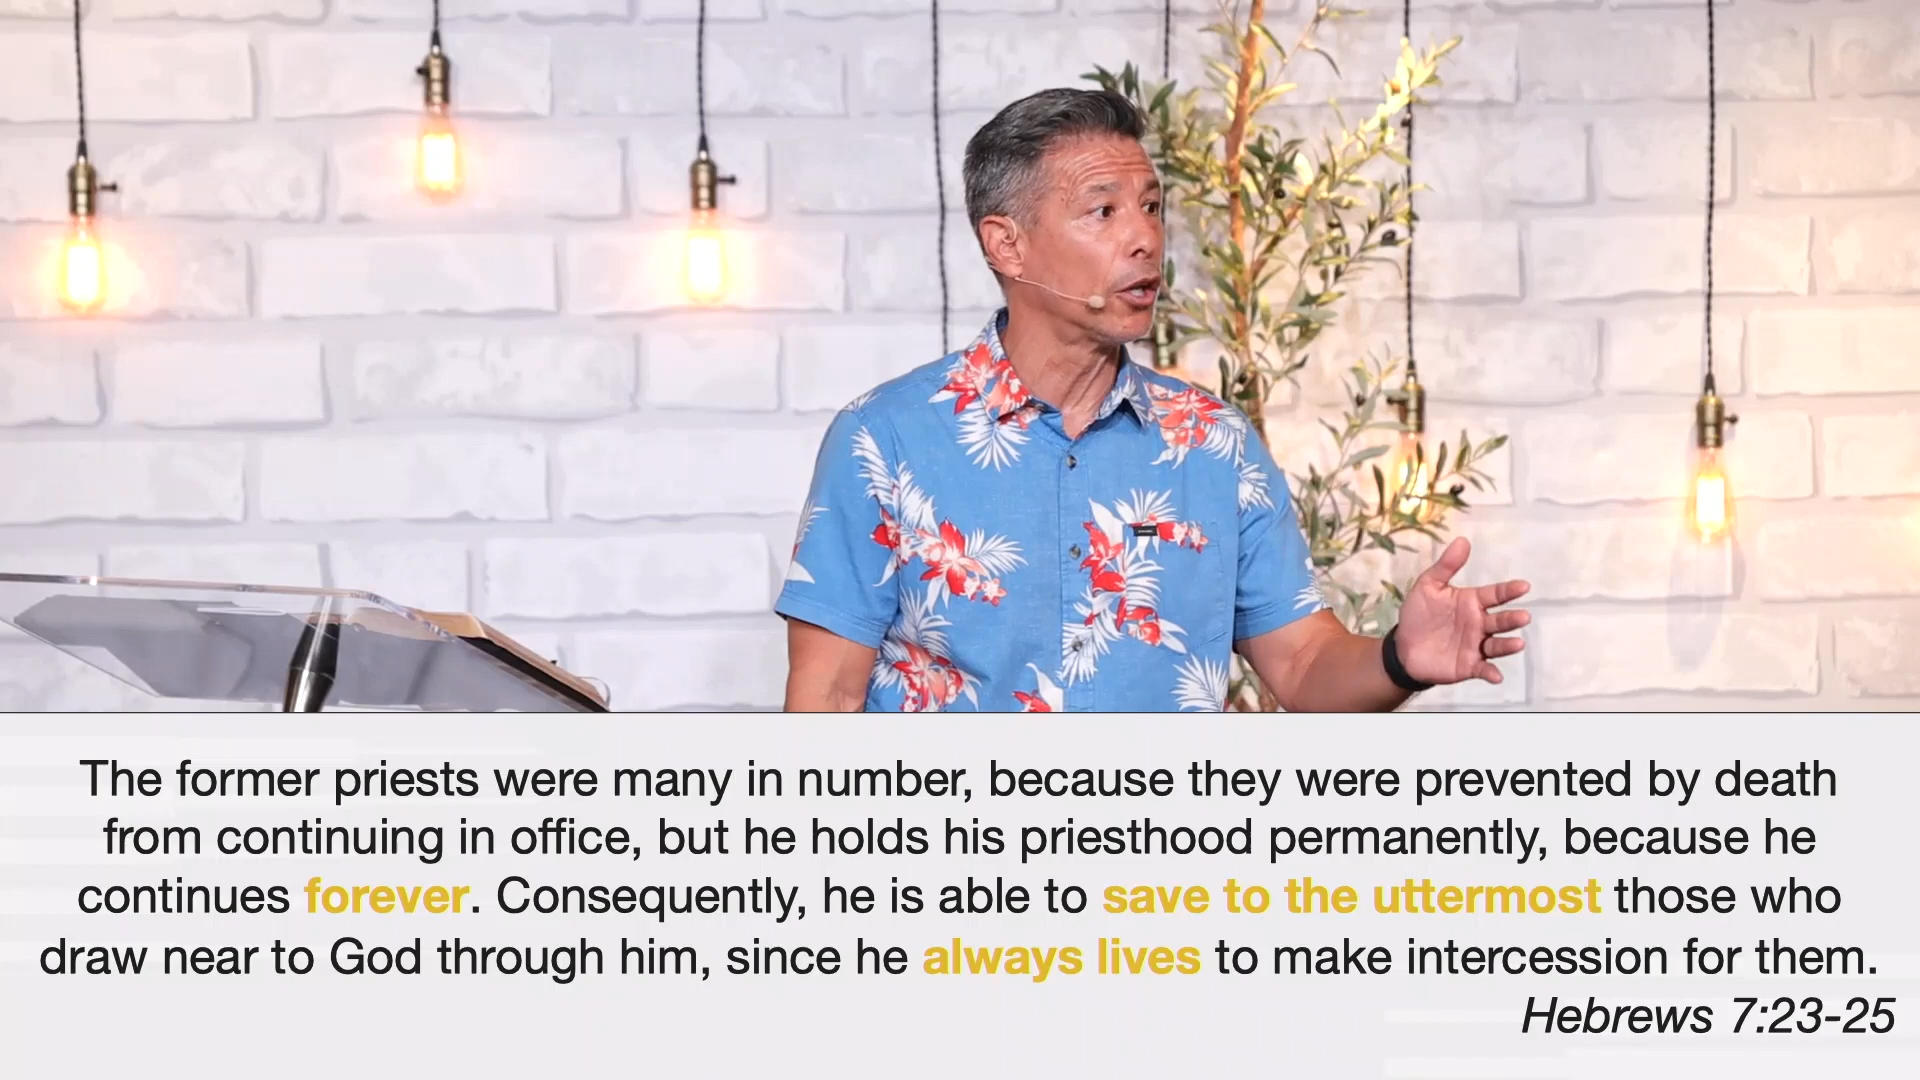 The former priests were many in number, because they were prevented by death
from continuing in office, but he holds his priesthood permanently, because he
continues forever. Consequently, he is able to save to the uttermost those who
draw near to God through him, since he always lives to make intercession for them.
Hebrews 7:23-25